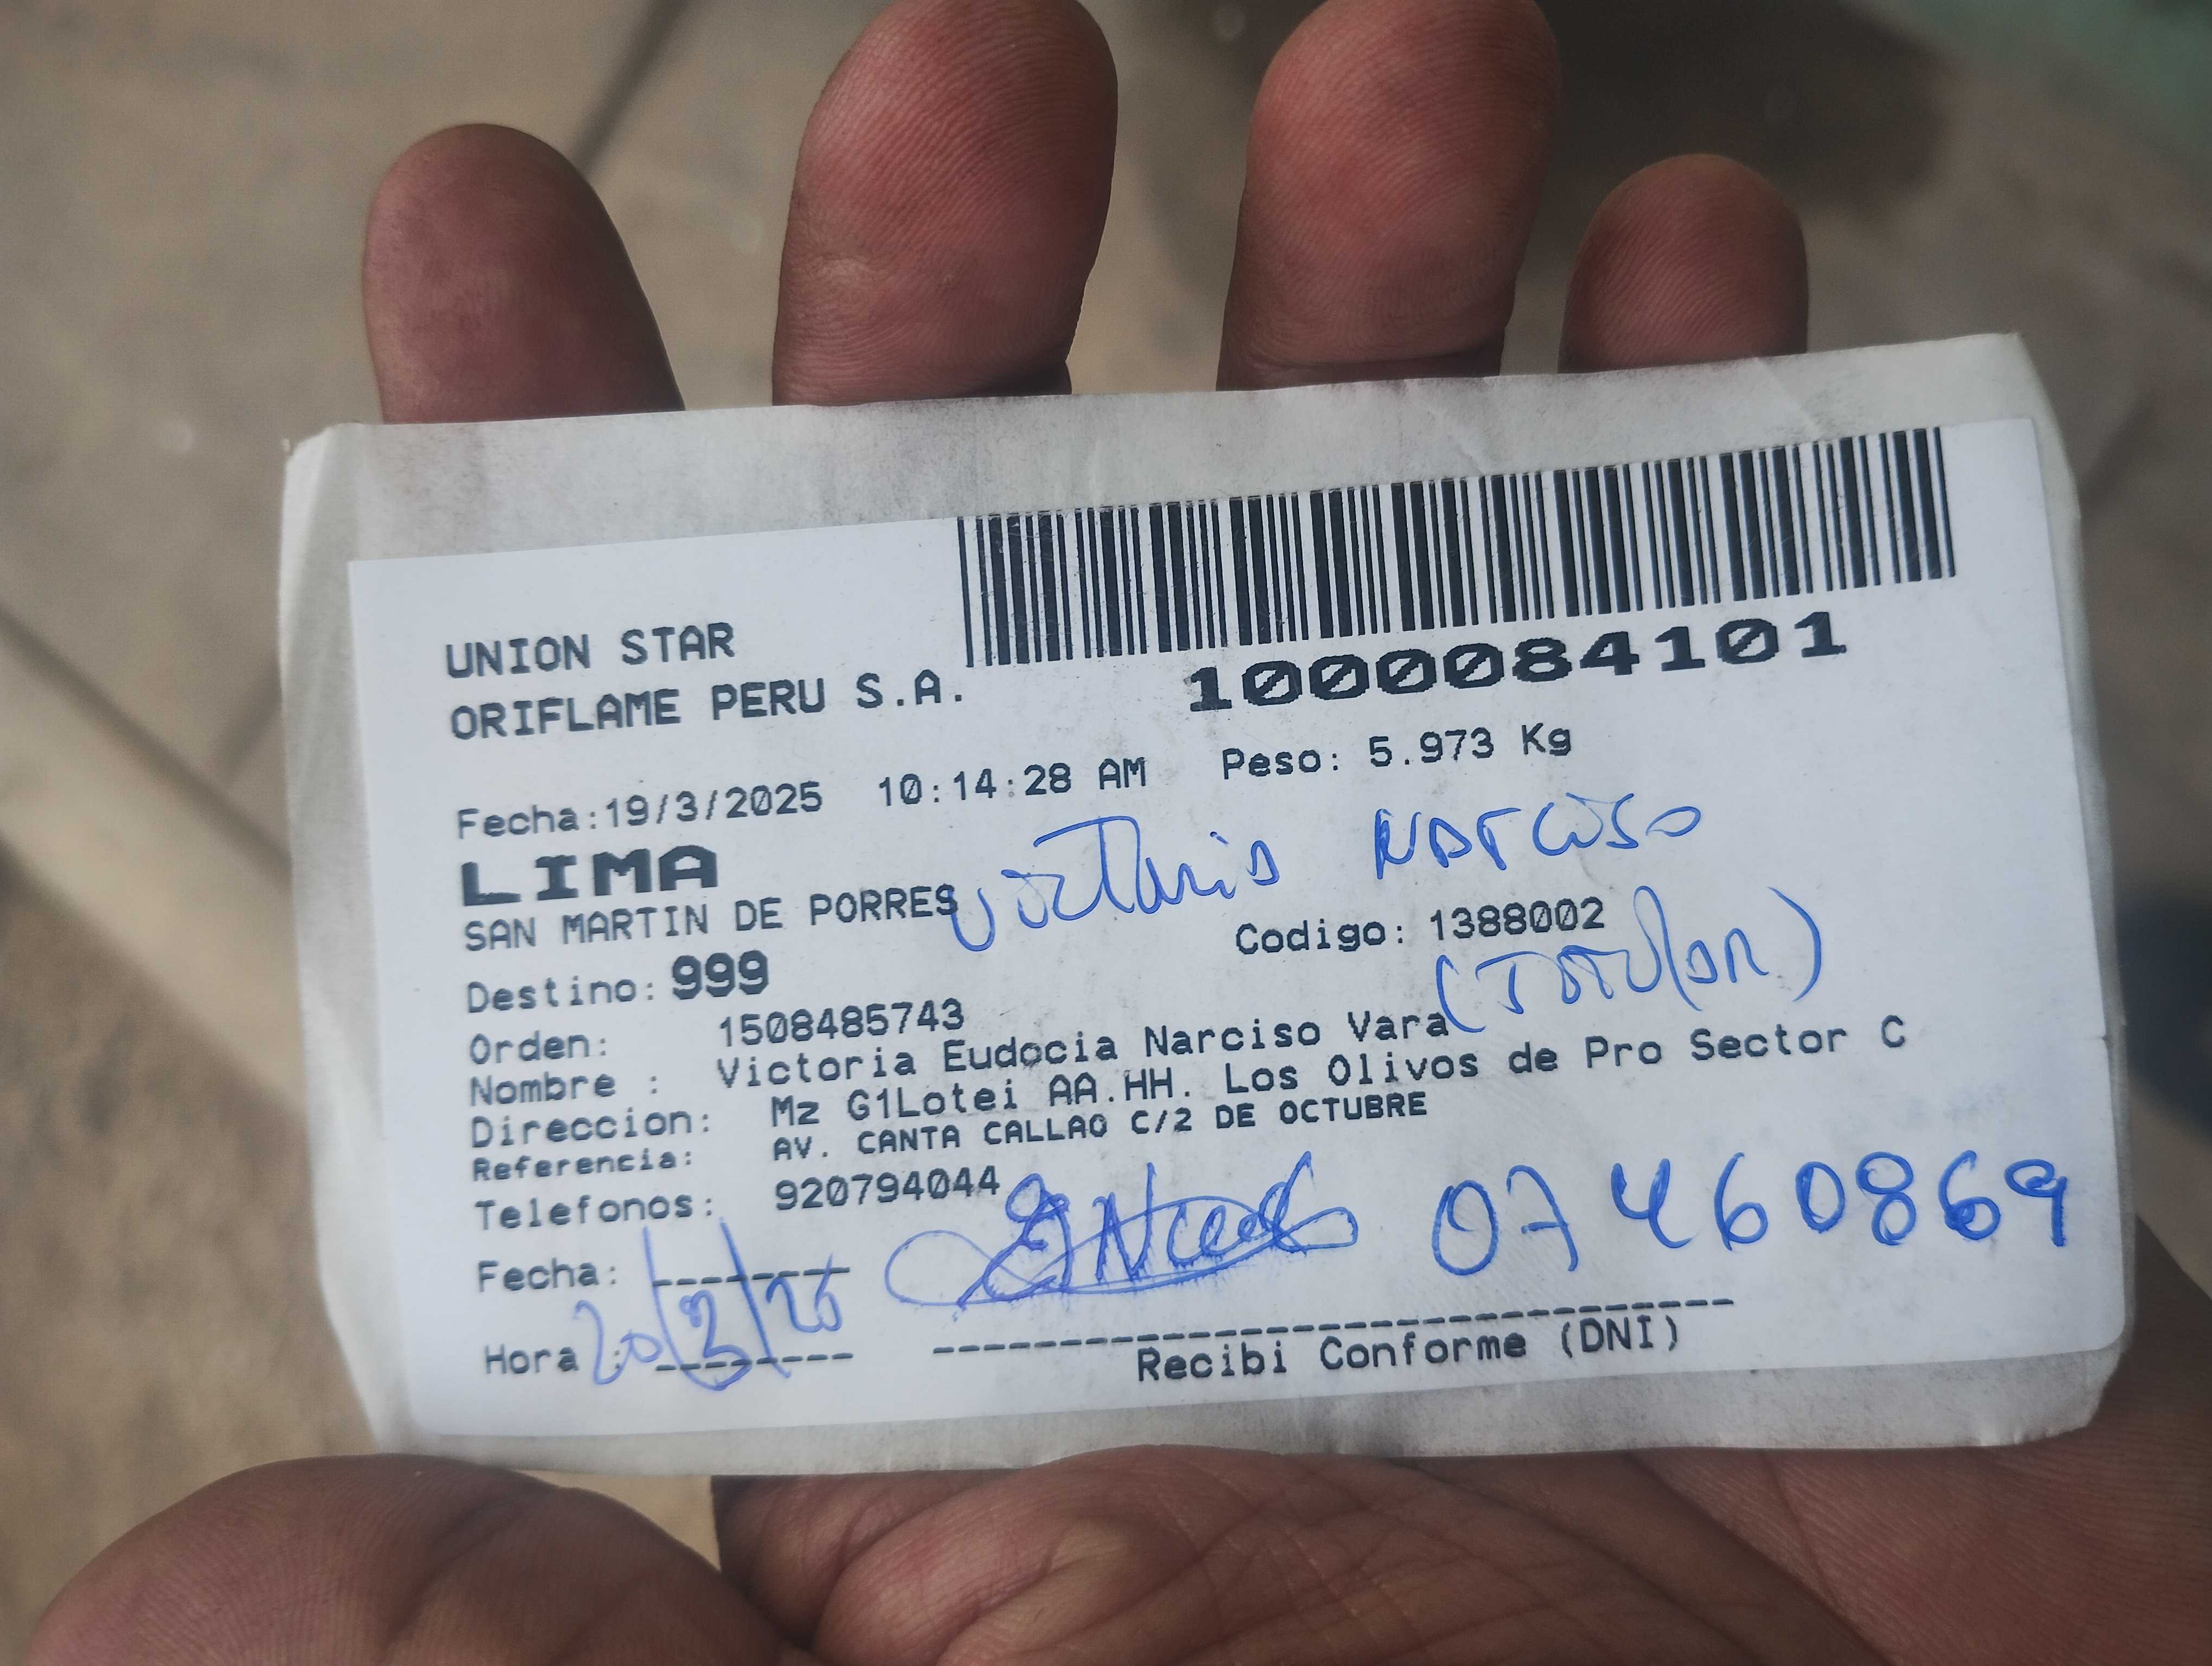 UNION STAR
ORIFLAME PERU S.A.
1000084101
Fecha:19/3/2025 10:14:28 AM Peso: 5.973 Kg
LIMA
Victoria Narciso
SAN MARTIN DE PORRES
Codigo: 1388002
(Titular)
Destino: 999
Orden: 1508485743
Nombre : Victoria Eudocia Narciso Vara
Direccion: Mz G1Lotei AA.HH. Los Olivos de Pro Sector C
Referencia: AV. CANTA CALLAO C/2 DE OCTUBRE
Telefonos: 920794044
07460869
Fecha: 20/3/25
Hora :
Recibi Conforme (DNI)